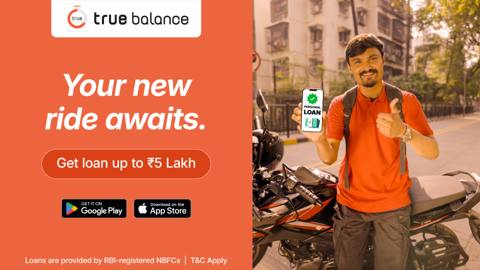 true
true balance
Your new
ride awaits.
Get loan up to ₹5 Lakh
GET IT ON
Google Play
Download on the
App Store
Loans are provided by RBI-registered NBFCs | T&C Apply
PERSONAL
LOAN